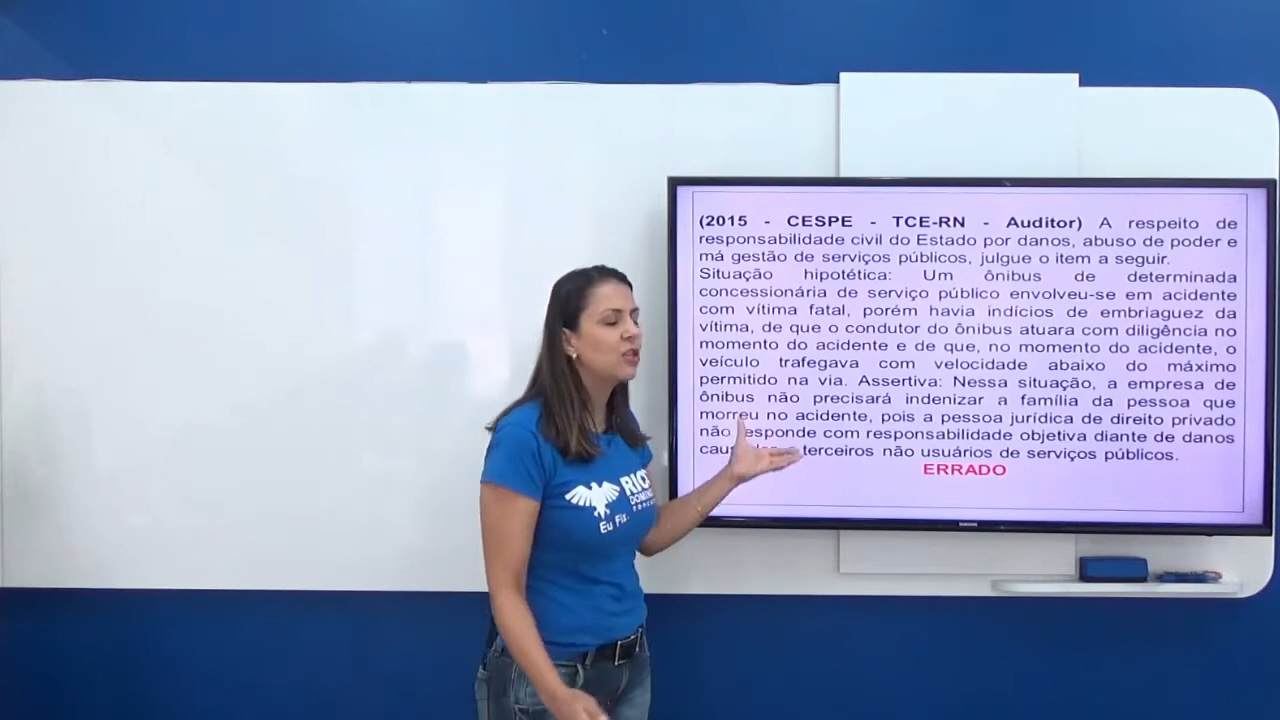 (2015 - CESPE - TCE-RN - Auditor) A respeito de
responsabilidade civil do Estado por danos, abuso de poder e
má gestão de serviços públicos, julgue o item a seguir.
Situação hipotética: Um ônibus de determinada
concessionária de serviço público envolveu-se em acidente
com vítima fatal, porém havia indícios de embriaguez da
vítima, de que o condutor do ônibus atuara com diligência no
momento do acidente e de que, no momento do acidente, o
veículo trafegava com velocidade abaixo do máximo
permitido na via. Assertiva: Nessa situação, a empresa de
ônibus não precisará indenizar a família da pessoa que
morreu no acidente, pois a pessoa jurídica de direito privado
não responde com responsabilidade objetiva diante de danos
terceiros não usuários de serviços públicos.
ERRADO
Eu Fiz